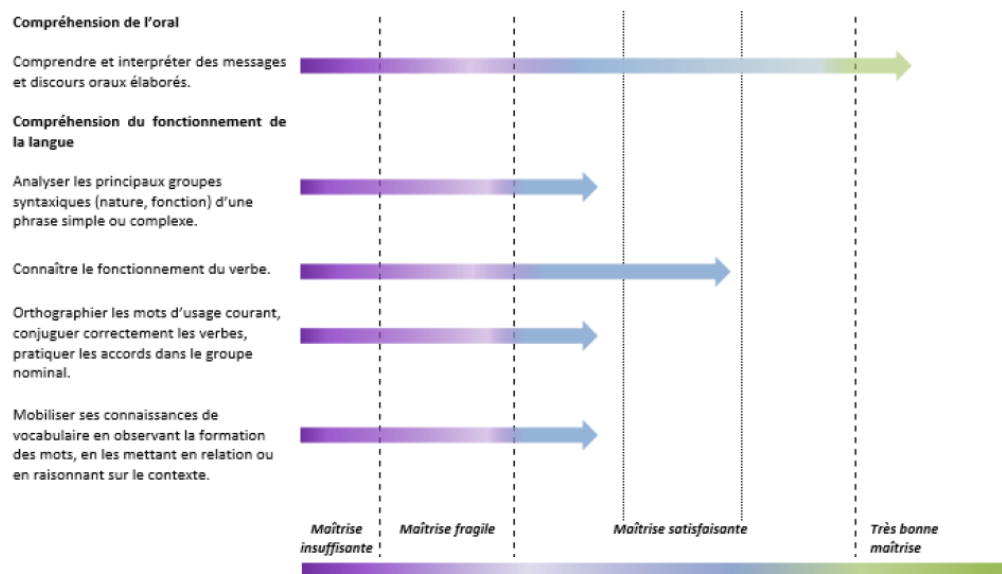 Compréhension de l'oral
Comprendre et interpréter des messages
et discours oraux élaborés.
Compréhension du fonctionnement de
la langue
Analyser les principaux groupes
syntaxiques (nature, fonction) d'une
phrase simple ou complexe.
Connaître le fonctionnement du verbe.
Orthographier les mots d'usage courant,
conjuguer correctement les verbes,
pratiquer les accords dans le groupe
nominal.
Mobiliser ses connaissances de
vocabulaire en observant la formation
des mots, en les mettant en relation ou
en raisonnant sur le contexte.
Maîtrise
insuffisante
Maîtrise fragile
Maîtrise satisfaisante
Très bonne
maîtrise